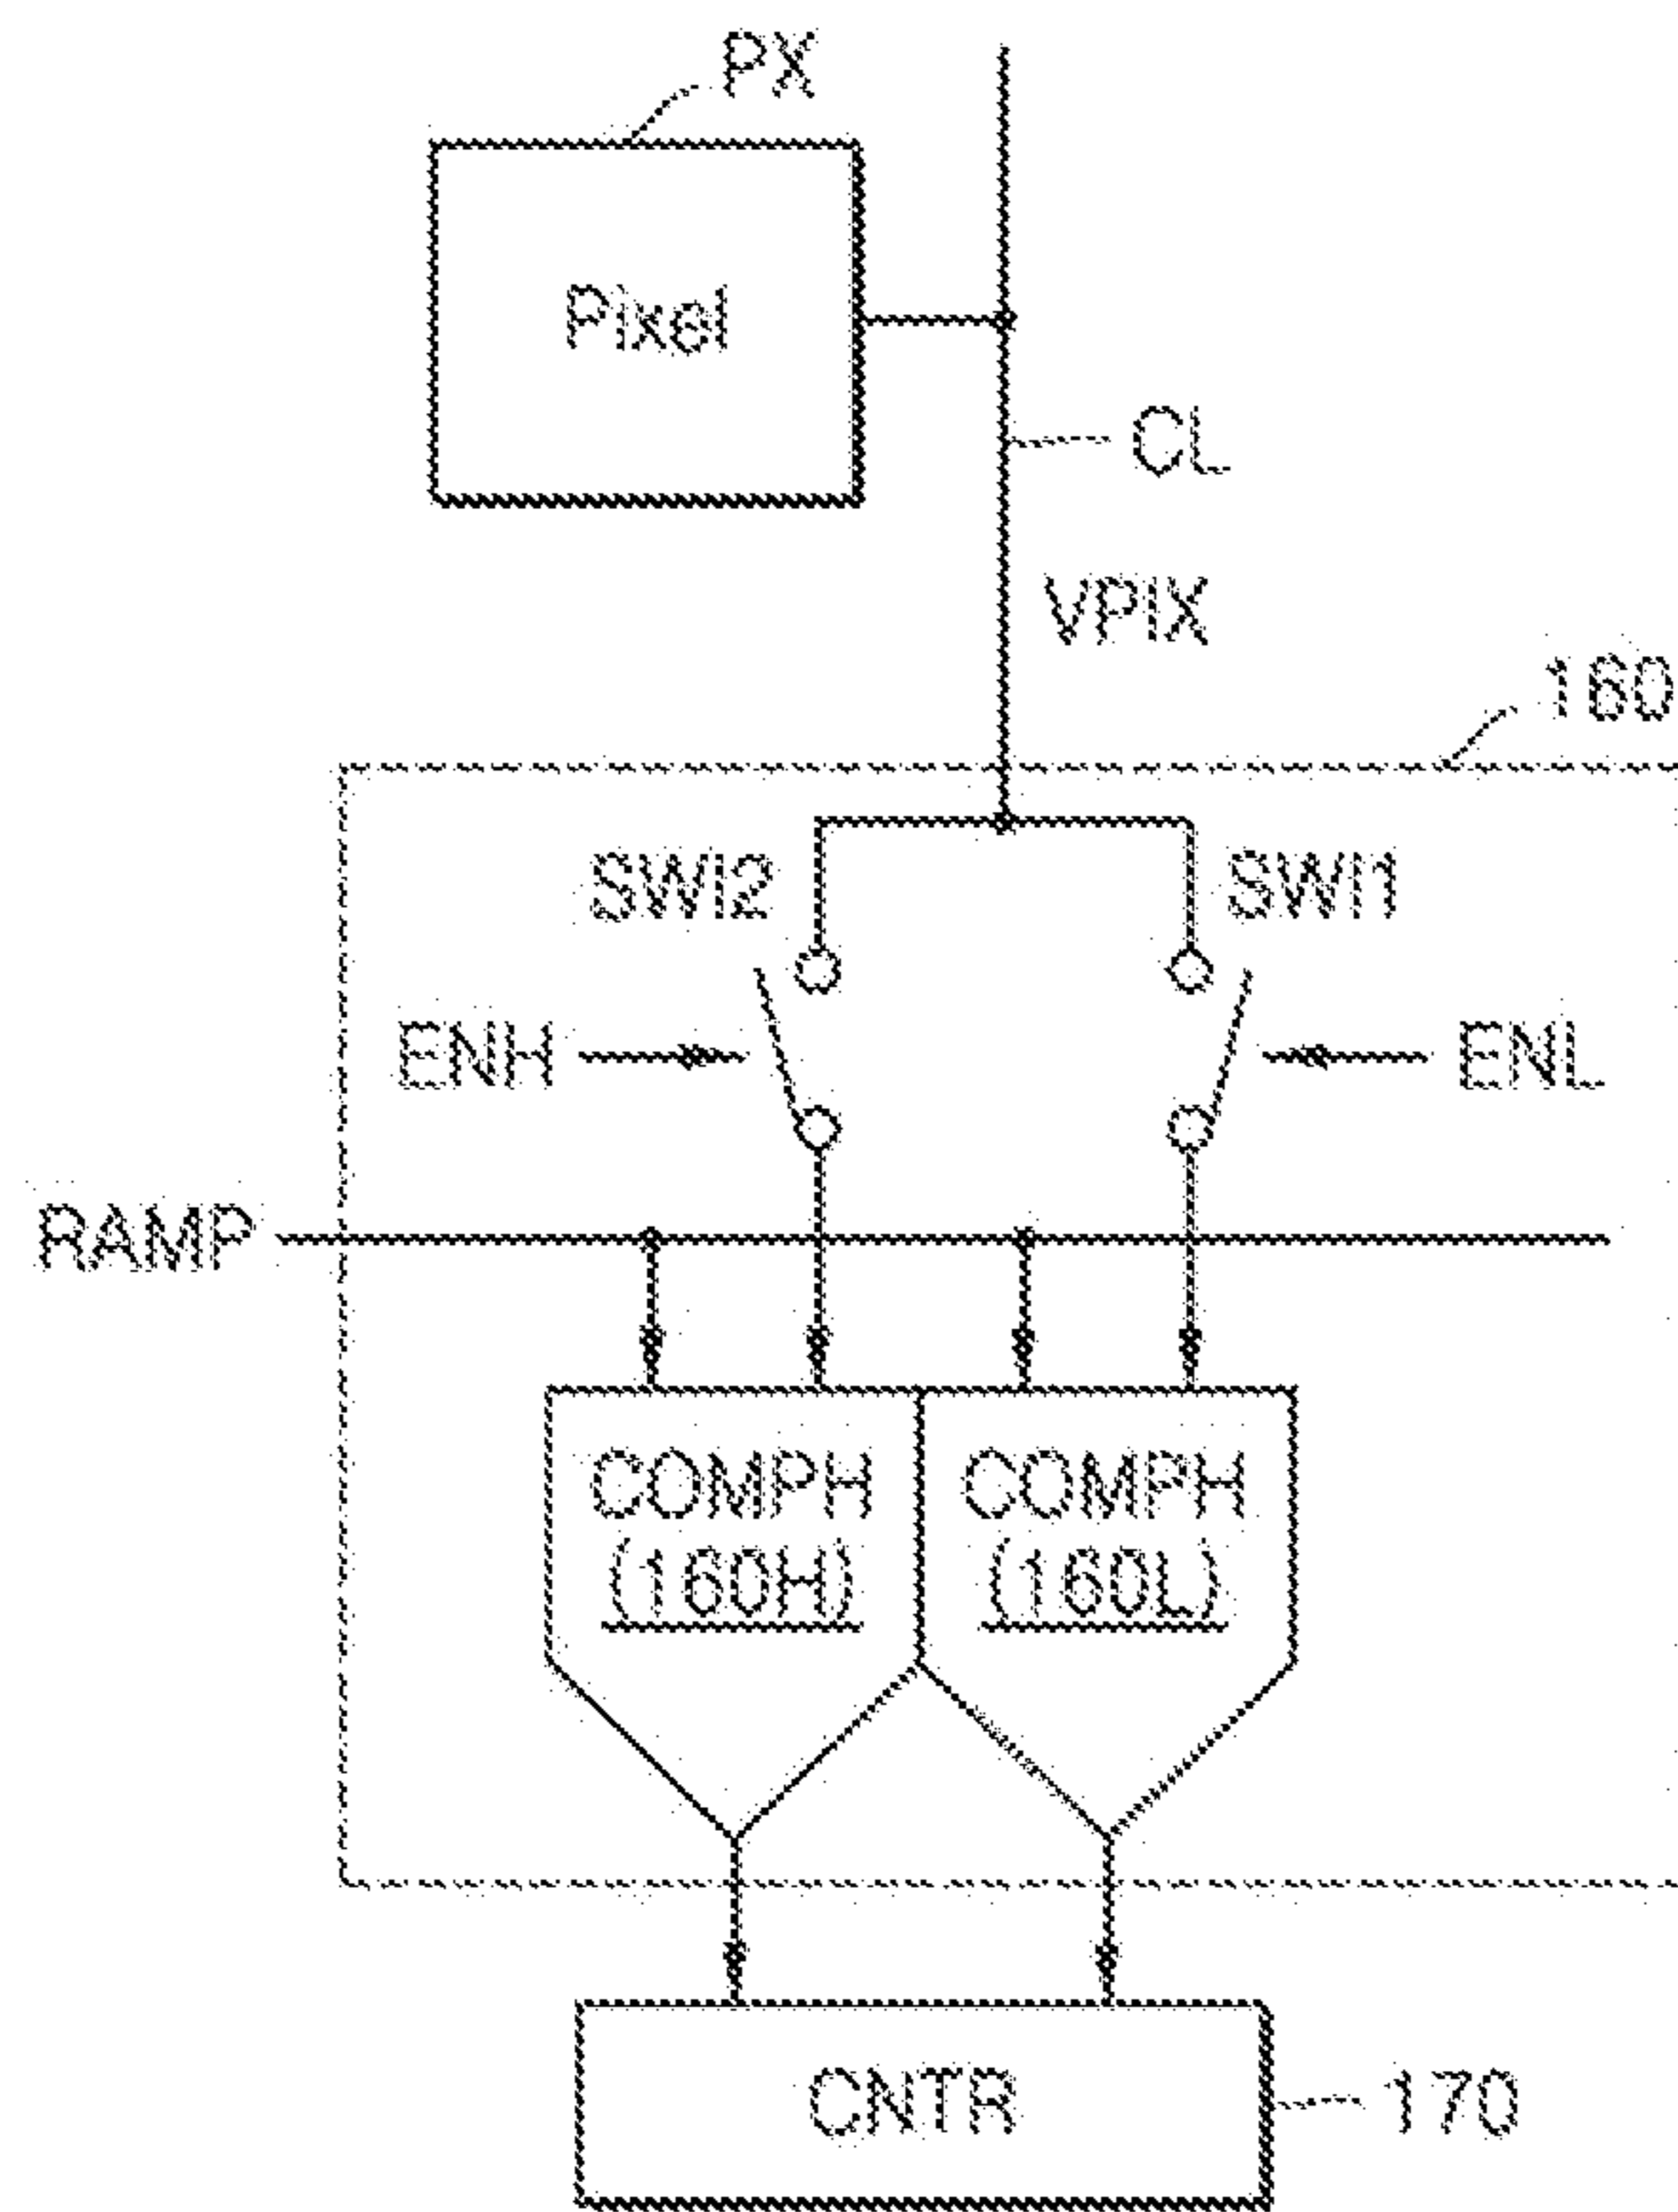 PX
Pixel
CL
VPIX
160
SWI2
SWI1
ENH
ENL
RAMP
COMPH
(160H)
COMPH
(160L)
CNTR
170